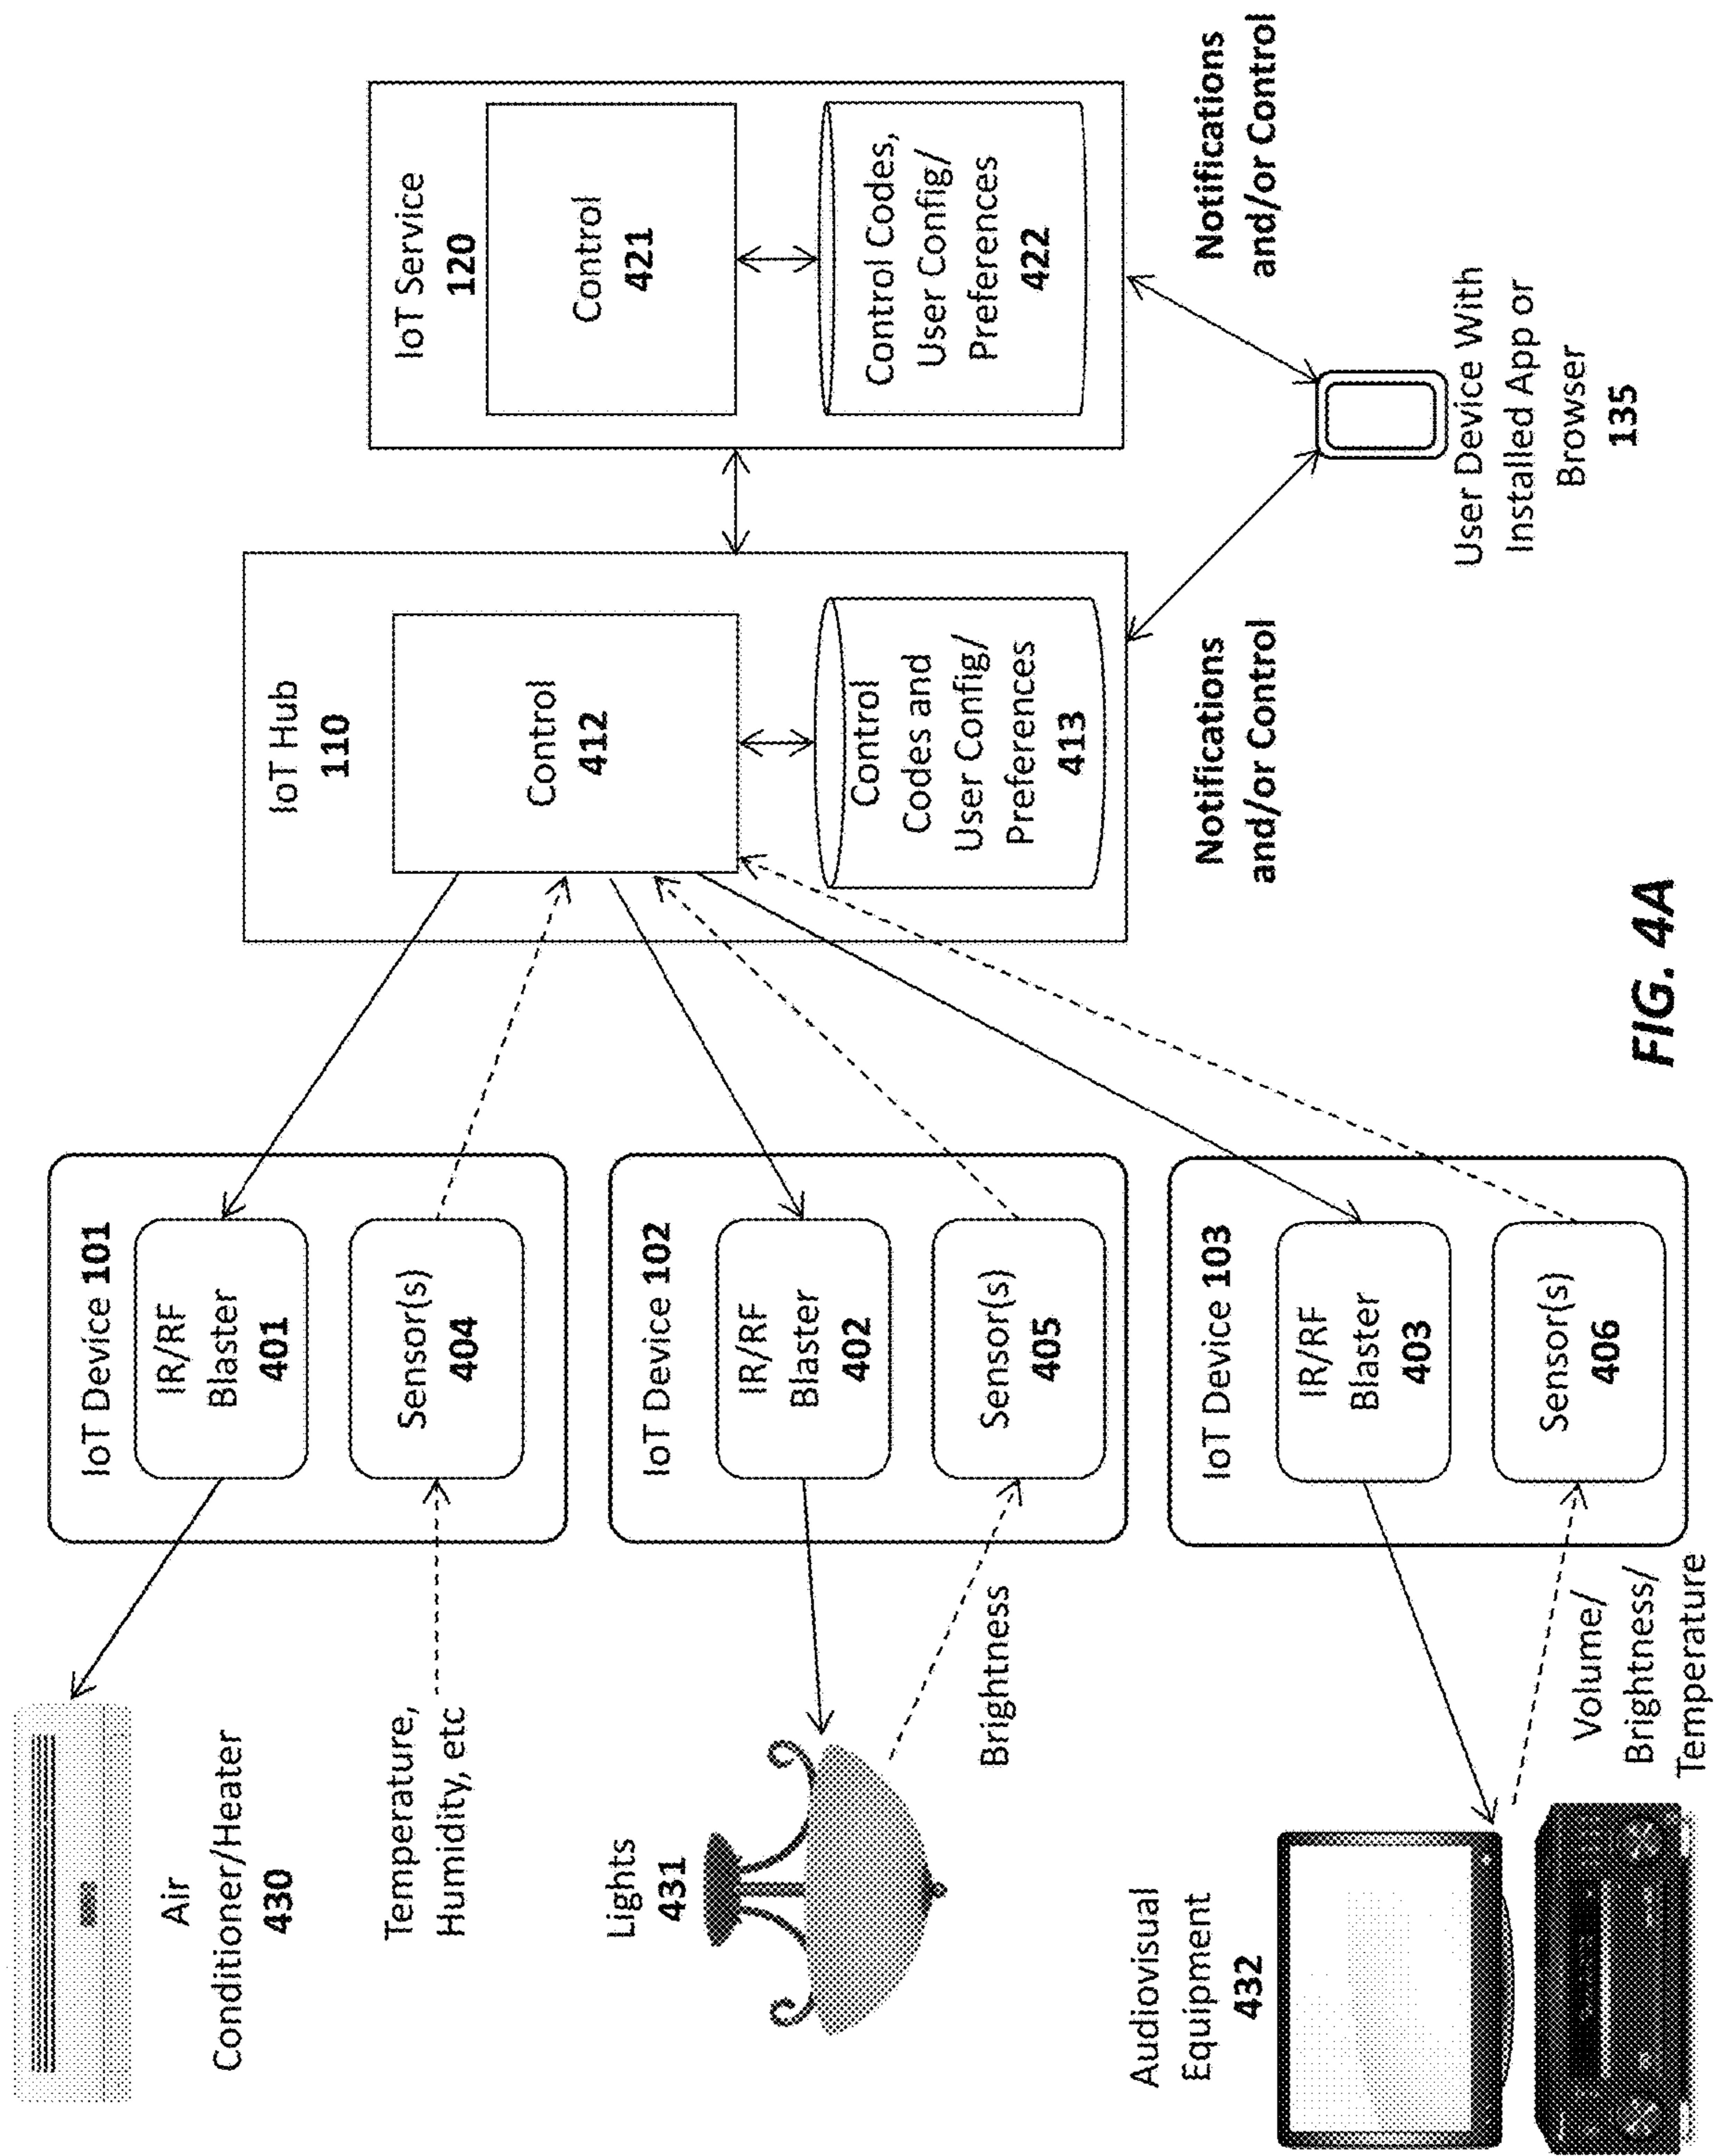 Air
Conditioner/Heater
430
Temperature,
Humidity, etc
Lights
431
Brightness
Audiovisual
Equipment
432
Volume/
Brightness/
Temperature
IoT Device 101
IR/RF
Blaster
401
Sensor(s)
404
IoT Device 102
IR/RF
Blaster
402
Sensor(s)
405
IoT Device 103
IR/RF
Blaster
403
Sensor(s)
406
IoT Hub
110
Control
412
Control
Codes and
User Config/
Preferences
413
Notifications
and/or Control
IoT Service
120
Control
421
Control Codes,
User Config/
Preferences
422
Notifications
and/or Control
User Device With
Installed App or
Browser
135
FIG. 4A